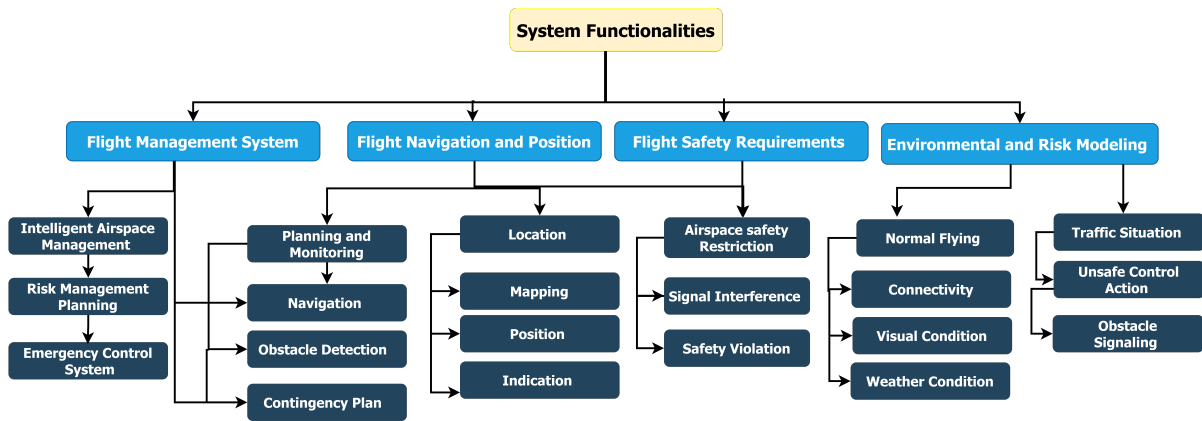 System Functionalities
Flight Management System
Flight Navigation and Position
Flight Safety Requirements
Environmental and Risk Modeling
Intelligent Airspace
Management
Risk Management
Planning
Emergency Control
System
Planning and
Monitoring
Navigation
Obstacle Detection
Contingency Plan
Location
Mapping
Position
Indication
Airspace safety
Restriction
Signal Interference
Safety Violation
Normal Flying
Connectivity
Visual Condition
Weather Condition
Traffic Situation
Unsafe Control
Action
Obstacle
Signaling